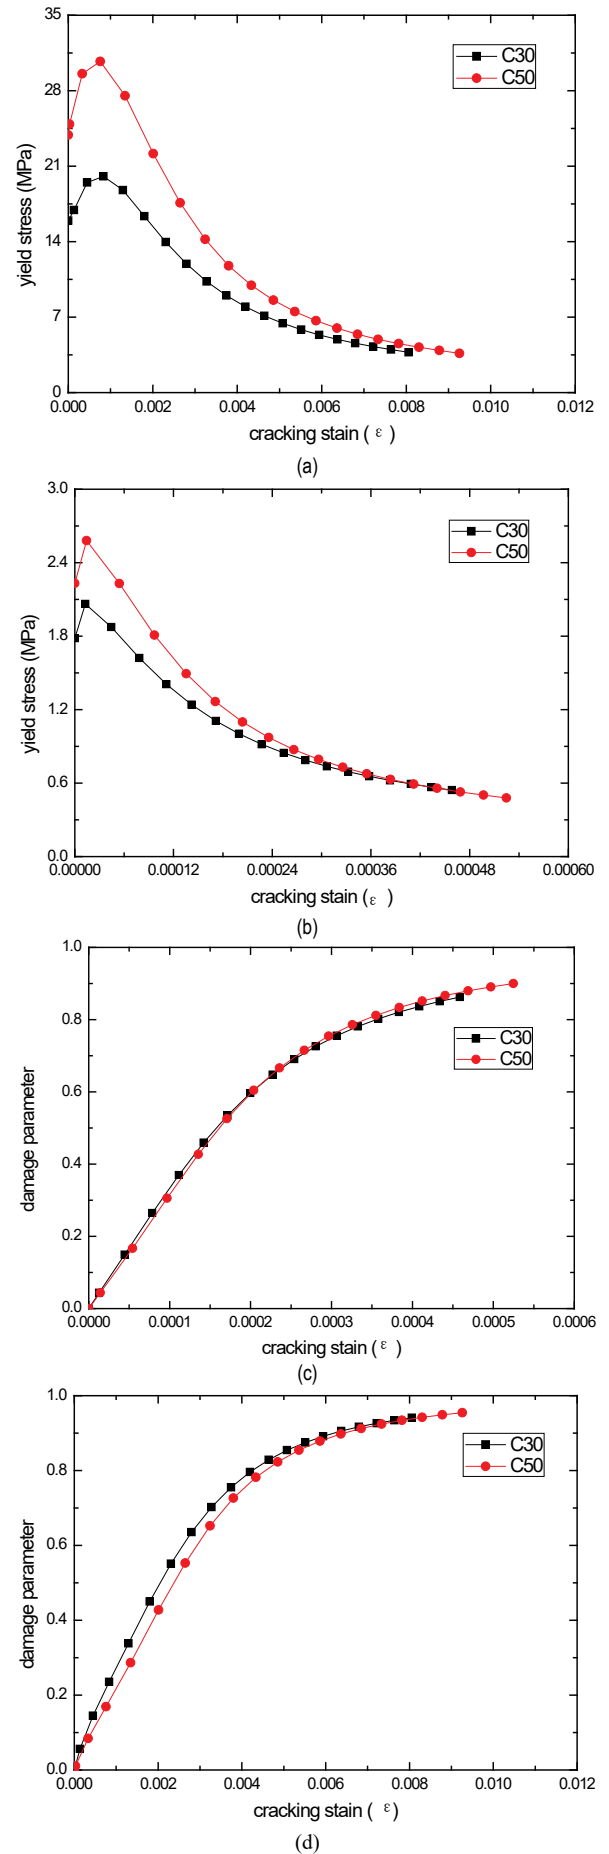 35
28
21
14
7
0
yield stress (MPa)
C30
C50
0.000 0.002 0.004 0.006 0.008 0.010 0.012
cracking stain ( ε )
(a)
3.0
2.4
1.8
1.2
0.6
0.0
yield stress (MPa)
C30
C50
0.00000 0.00012 0.00024 0.00036 0.00048 0.00060
cracking stain (ε )
(b)
1.0
0.8
0.6
0.4
0.2
0.0
damage parameter
C30
C50
0.0000 0.0001 0.0002 0.0003 0.0004 0.0005 0.0006
cracking stain ( ε )
(c)
1.0
0.8
0.6
0.4
0.2
0.0
damage parameter
C30
C50
0.000 0.002 0.004 0.006 0.008 0.010 0.012
cracking stain ( ε )
(d)